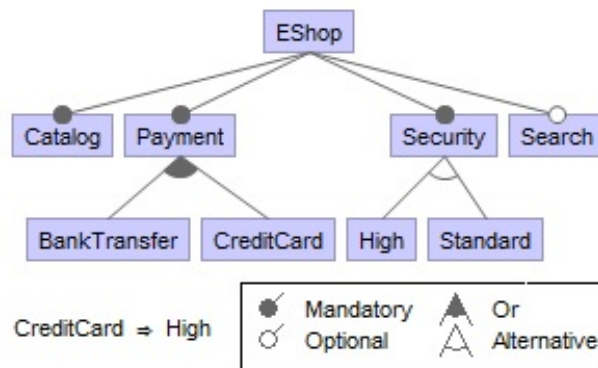 EShop
Catalog Payment Security Search
BankTransfer CreditCard High Standard
CreditCard ⇒ High
Mandatory Or
Optional Alternative